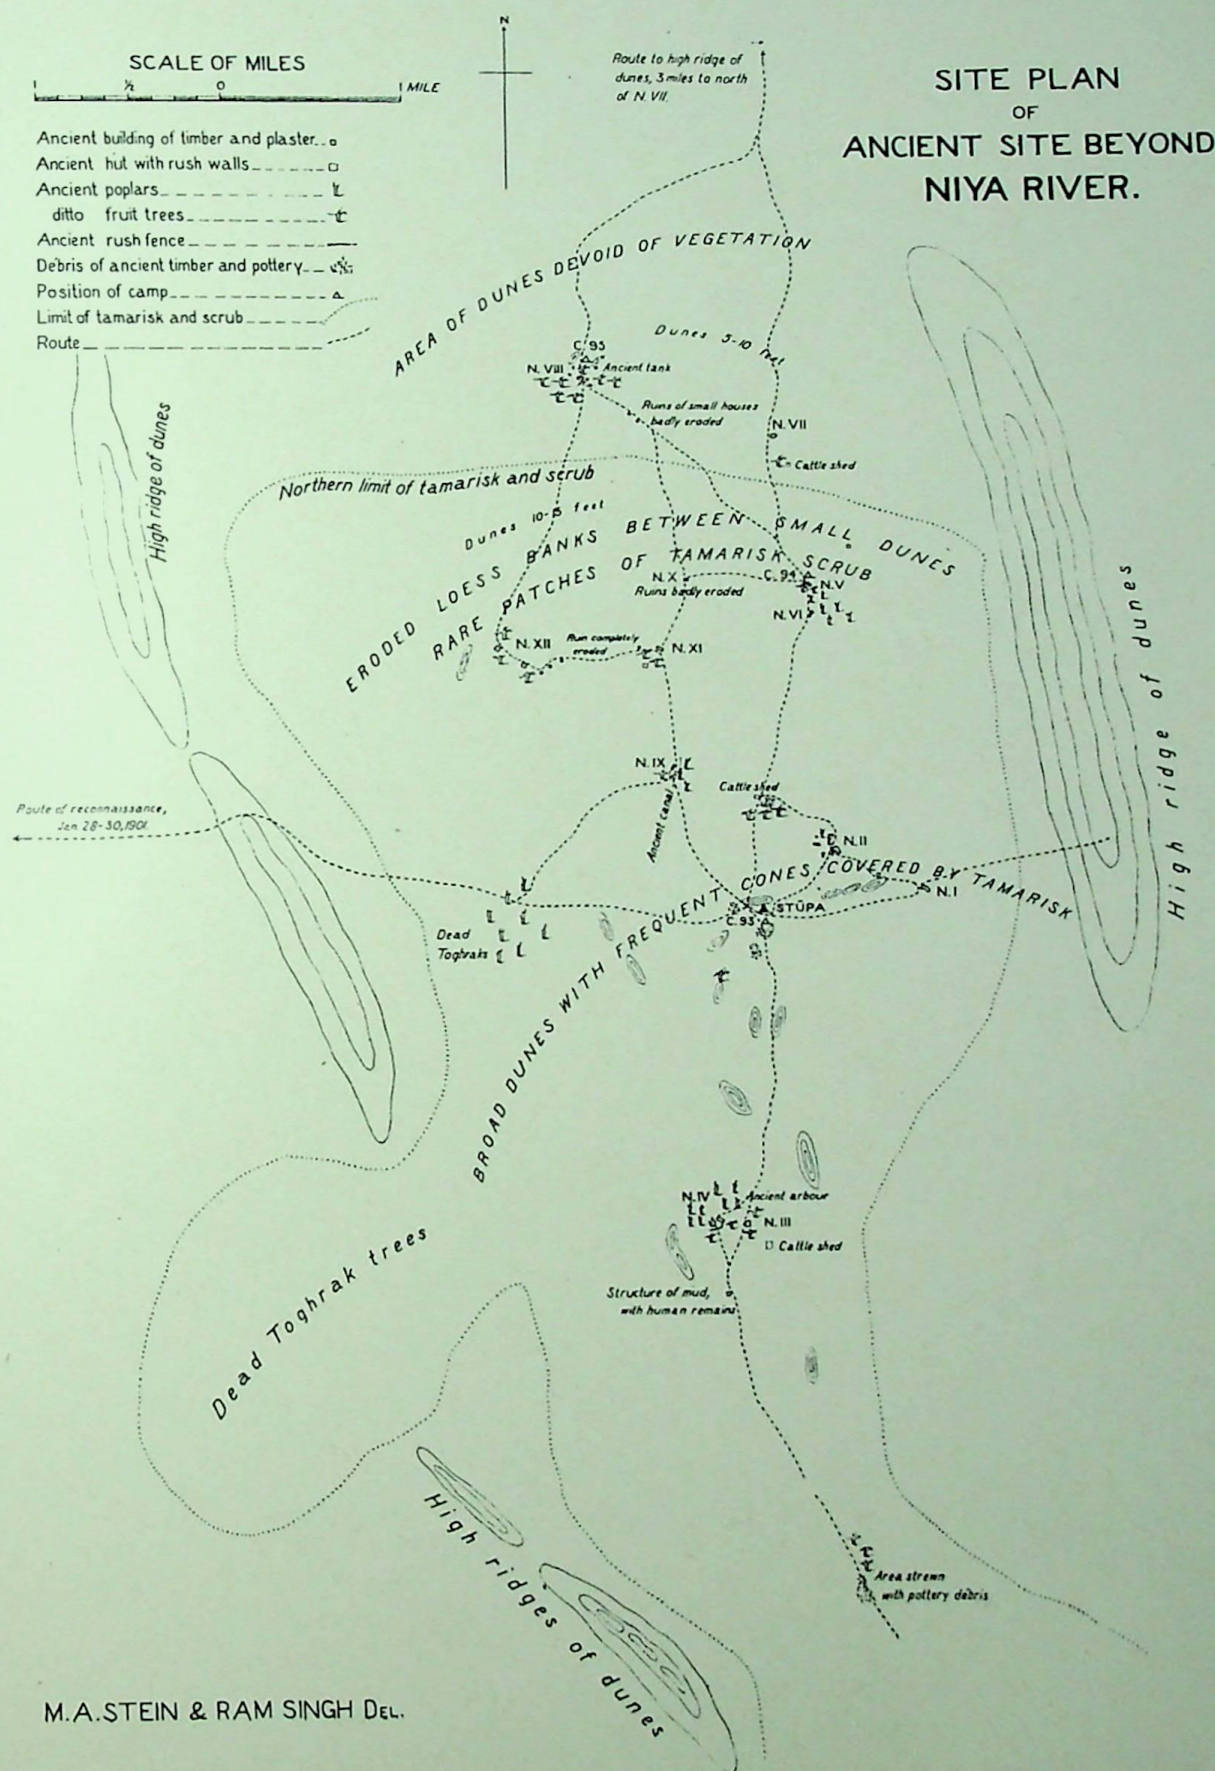 SCALE OF MILES
1 ½ 0 1 MILE
Ancient building of timber and plaster
Ancient hut with rush walls
Ancient poplars
ditto fruit trees
Ancient rush fence
Debris of ancient timber and pottery
Position of camp
Limit of tamarisk and scrub
Route
N
Route to high ridge of
dunes, 3 miles to north
of N. VII.
SITE PLAN
OF
ANCIENT SITE BEYOND
NIYA RIVER.
AREA OF DUNES DEVOID OF VEGETATION
Dunes 5-10 feet
C. 95
N. VIII
Ancient tank
Ruins of small houses
badly eroded
N. VII
Cattle shed
High ridge of dunes
Northern limit of tamarisk and scrub
Dunes 10-15 feet
ERODED LOESS BANKS BETWEEN SMALL DUNES
RARE PATCHES OF TAMARISK SCRUB
N. X
Ruins badly eroded
C. 94
N. V
N. VI
N. XII
Ruin completely
eroded
N. XI
High ridge of dunes
N. IX
Ancient canal
Cattle shed
N. II
Route of reconnaissance,
Jan. 28-30, 1901.
BROAD DUNES WITH FREQUENT CONES COVERED BY TAMARISK
N. I
STŪPA
C. 93
Dead
Toghraks
N. IV
Ancient arbour
N. III
Cattle shed
Structure of mud,
with human remains
Dead Toghrak trees
High ridges of dunes
Area strewn
with pottery debris
M. A. STEIN & RAM SINGH DEL.